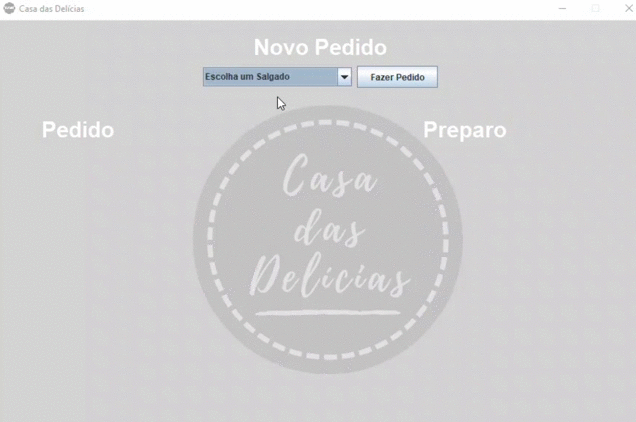 Casa das Delícias
Novo Pedido
Escolha um Salgado
Fazer Pedido
Pedido
Preparo
Casa
das
Delícias